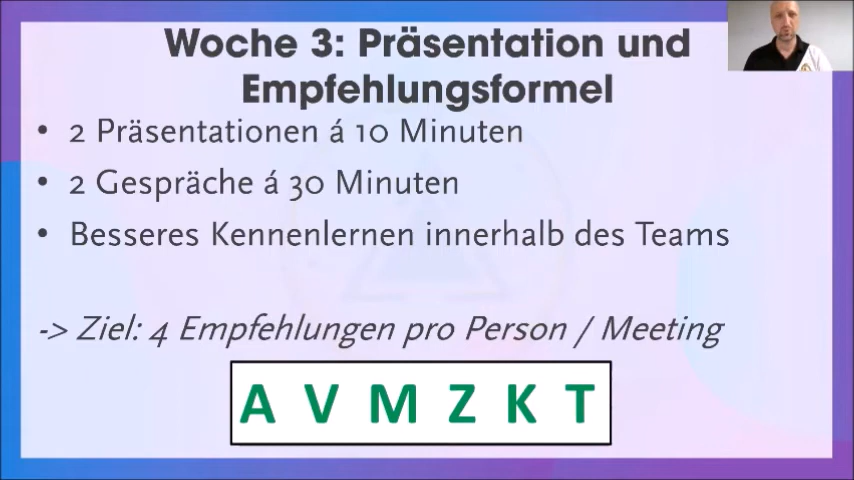 Woche 3: Präsentation und
Empfehlungsformel
• 2 Präsentationen á 10 Minuten
• 2 Gespräche á 30 Minuten
• Besseres Kennenlernen innerhalb des Teams
-> Ziel: 4 Empfehlungen pro Person / Meeting
A V M Z K T